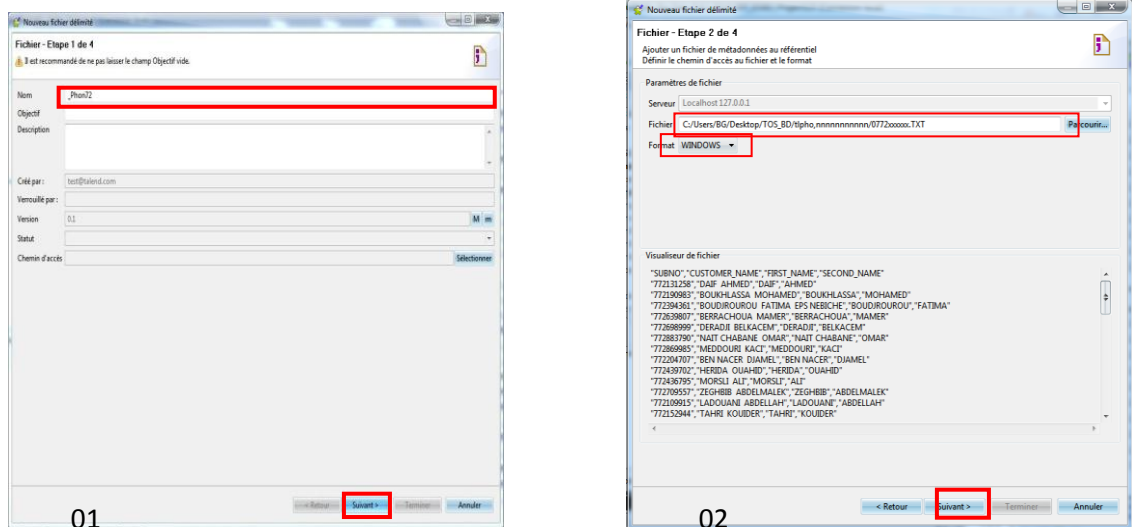 Nouveau fichier délimité
Fichier - Etape 1 de 4
Il est recommandé de ne pas laisser le champ Objectif vide.
Nom _Phon72
Objectif
Description
Créé par : test@talend.com
Verrouillé par :
Version 0.1 M m
Statut
Chemin d'accès Sélectionner
< Retour Suivant > Terminer Annuler
01
Nouveau fichier délimité
Fichier - Etape 2 de 4
Ajouter un fichier de métadonnées au référentiel
Définir le chemin d'accès au fichier et le format
Paramètres de fichier
Serveur Localhost 127.0.0.1
Fichier C:/Users/BG/Desktop/TOS_BD/tlpho,nnnnnnnnnnn/0772xxxxxx.TXT Parcourir...
Format WINDOWS
Visualiseur de fichier
"SUBNO","CUSTOMER_NAME","FIRST_NAME","SECOND_NAME"
"772131258","DAIF AHMED","DAIF","AHMED"
"772190983","BOUKHLASSA MOHAMED","BOUKHLASSA","MOHAMED"
"772394361","BOUDJROUROU FATIMA EPS NEBICHE","BOUDJROUROU","FATIMA"
"772639807","BERRACHOUA MAMER","BERRACHOUA","MAMER"
"772698999","DERADJI BELKACEM","DERADJI","BELKACEM"
"772883790","NAIT CHABANE OMAR","NAIT CHABANE","OMAR"
"772869985","MEDDOURI KACI","MEDDOURI","KACI"
"772204707","BEN NACER DJAMEL","BEN NACER","DJAMEL"
"772439702","HERIDA OUAHID","HERIDA","OUAHID"
"772436795","MORSLI ALI","MORSLI","ALI"
"772709557","ZEGHBIB ABDELMALEK","ZEGHBIB","ABDELMALEK"
"772109915","LADOUANI ABDELLAH","LADOUANI","ABDELLAH"
"772152944","TAHRI KOUIDER","TAHRI","KOUIDER"
< Retour Suivant > Terminer Annuler
02